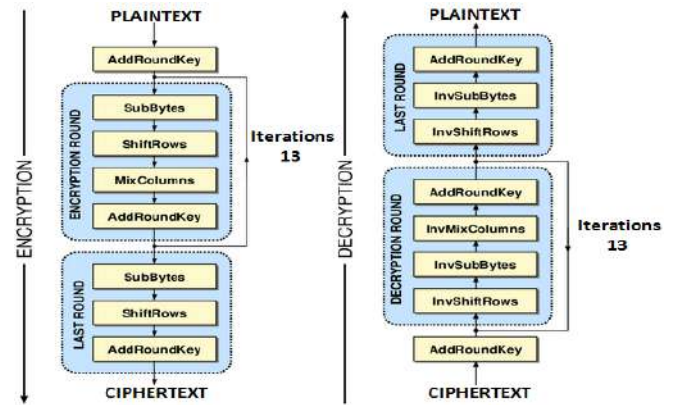 PLAINTEXT
AddRoundKey
ENCRYPTION
ENCRYPTION ROUND
SubBytes
ShiftRows
MixColumns
AddRoundKey
Iterations
13
LAST ROUND
SubBytes
ShiftRows
AddRoundKey
CIPHERTEXT
PLAINTEXT
DECRYPTION
LAST ROUND
AddRoundKey
InvSubBytes
InvShiftRows
DECRYPTION ROUND
AddRoundKey
InvMixColumns
InvSubBytes
InvShiftRows
Iterations
13
AddRoundKey
CIPHERTEXT